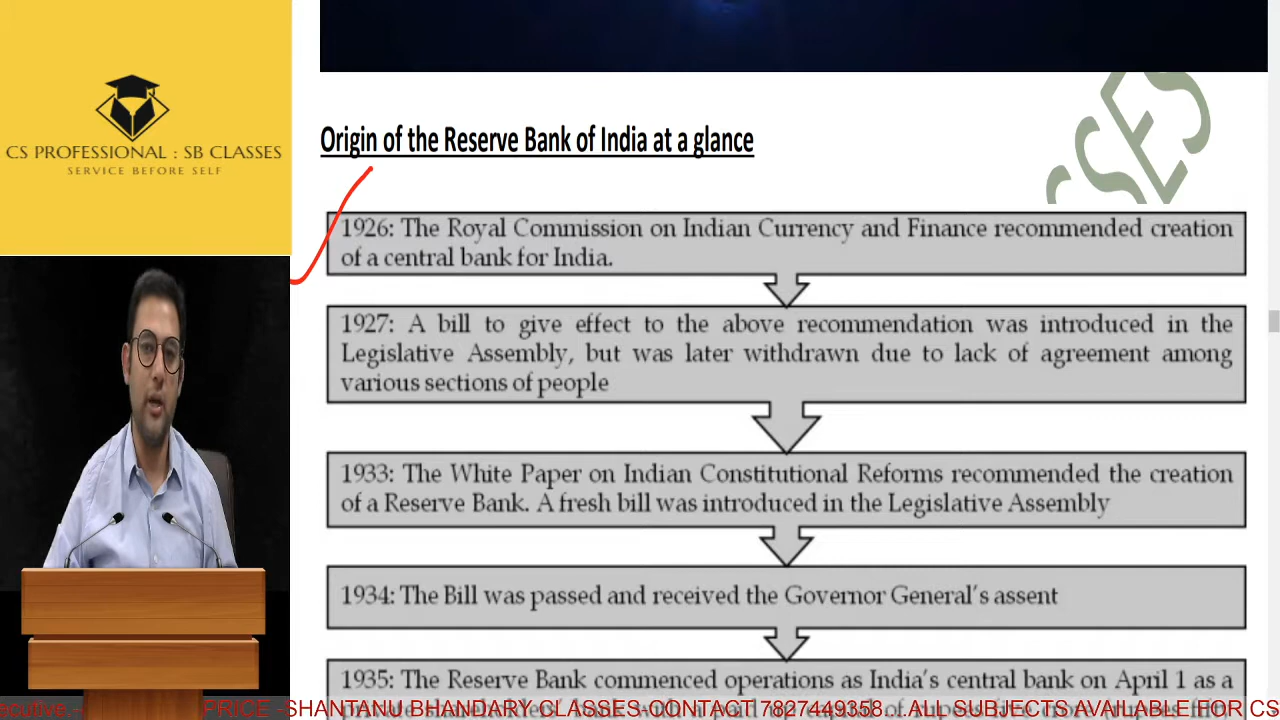 CS PROFESSIONAL : SB CLASSES
SERVICE BEFORE SELF
Origin of the Reserve Bank of India at a glance
1926: The Royal Commission on Indian Currency and Finance recommended creation
of a central bank for India.
1927: A bill to give effect to the above recommendation was introduced in the
Legislative Assembly, but was later withdrawn due to lack of agreement among
various sections of people
1933: The White Paper on Indian Constitutional Reforms recommended the creation
of a Reserve Bank. A fresh bill was introduced in the Legislative Assembly
1934: The Bill was passed and received the Governor General's assent
1935: The Reserve Bank commenced operations as India's central bank on April 1 as a
PRICE -SHANTANU BHANDARY CLASSES-CONTACT 7827449358...ALL SUBJECTS AVAILABLE FOR CS